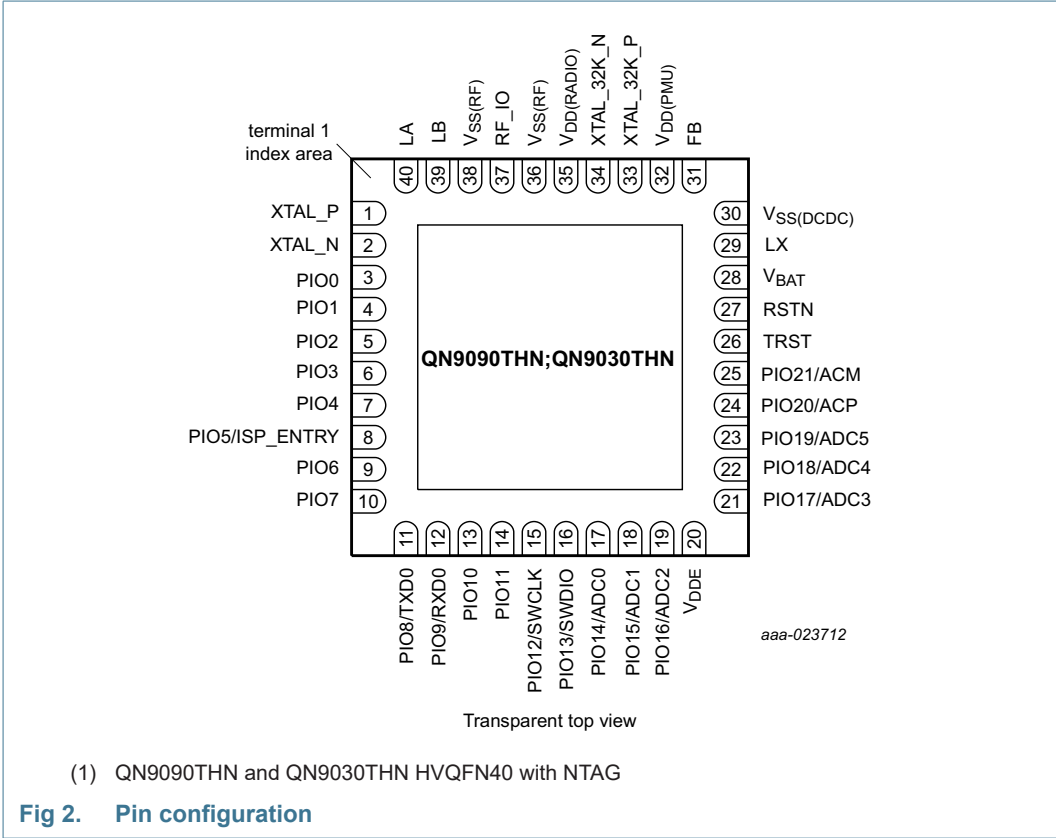 terminal 1
index area
LA
LB
VSS(RF)
RF_IO
VSS(RF)
VDD(RADIO)
XTAL_32K_N
XTAL_32K_P
VDD(PMU)
FB
40
39
38
37
36
35
34
33
32
31
XTAL_P 1
XTAL_N 2
PIO0 3
PIO1 4
PIO2 5
PIO3 6
PIO4 7
PIO5/ISP_ENTRY 8
PIO6 9
PIO7 10
QN9090THN;QN9030THN
30 VSS(DCDC)
29 LX
28 VBAT
27 RSTN
26 TRST
25 PIO21/ACM
24 PIO20/ACP
23 PIO19/ADC5
22 PIO18/ADC4
21 PIO17/ADC3
11
12
13
14
15
16
17
18
19
20
PIO8/TXD0
PIO9/RXD0
PIO10
PIO11
PIO12/SWCLK
PIO13/SWDIO
PIO14/ADC0
PIO15/ADC1
PIO16/ADC2
VDDE
aaa-023712
Transparent top view
(1) QN9090THN and QN9030THN HVQFN40 with NTAG
Fig 2. Pin configuration